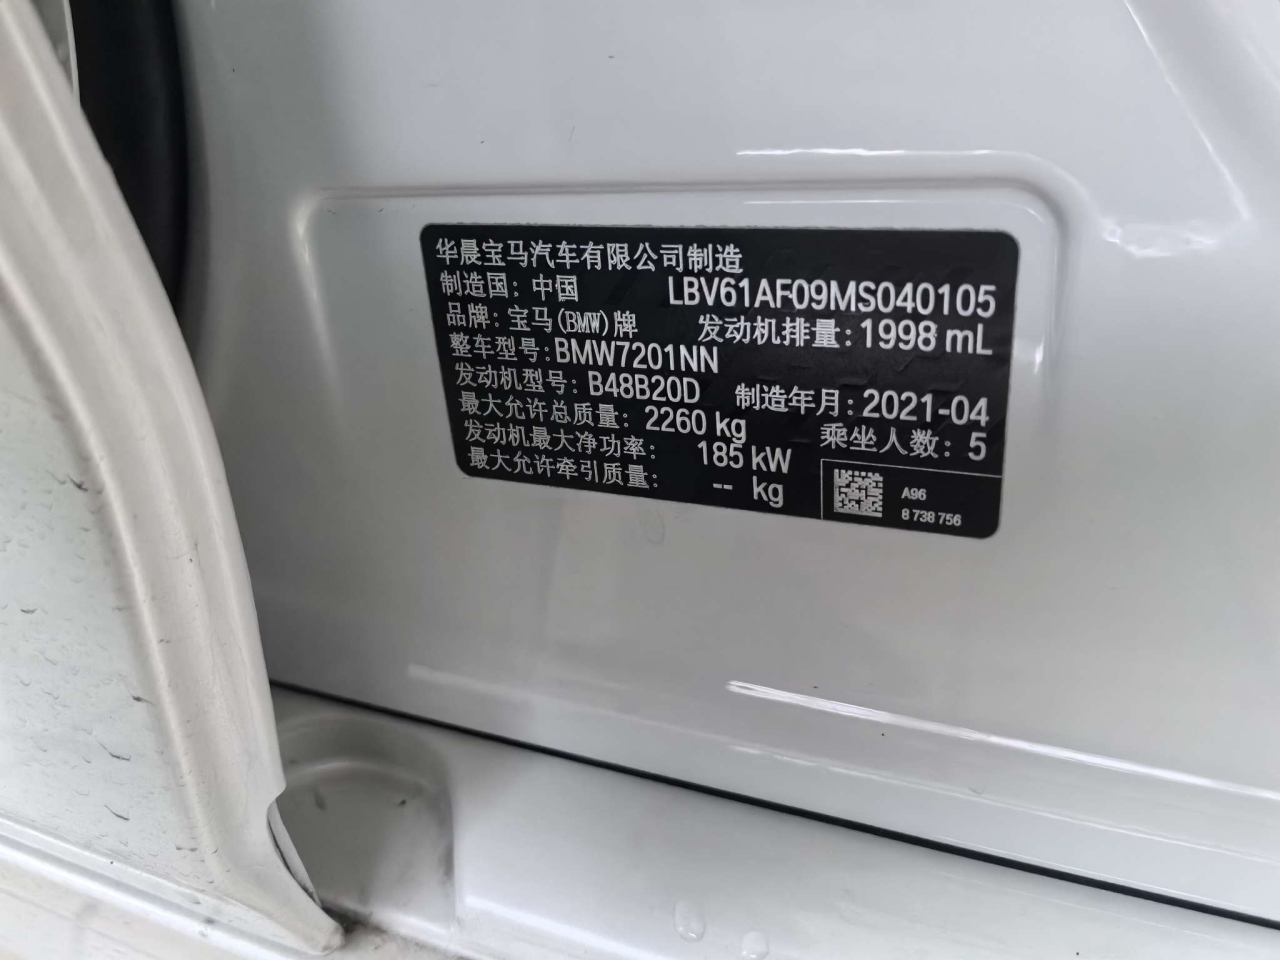 华晨宝马汽车有限公司制造
制造国：中国 LBV61AF09MS040105
品牌：宝马(BMW)牌 发动机排量：1998 mL
整车型号：BMW7201NN
发动机型号：B48B20D 制造年月：2021-04
最大允许总质量：2260 kg 乘坐人数：5
发动机最大净功率：185 kW
最大允许牵引质量：-- kg
A96
8 738 756